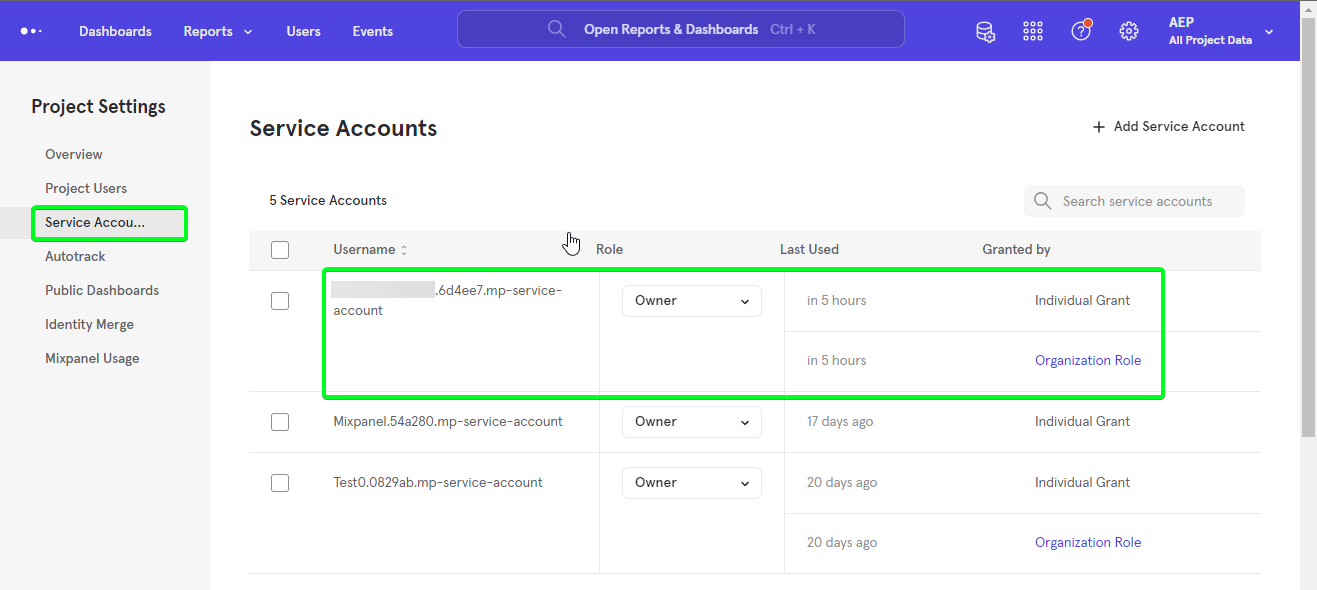 Dashboards Reports Users Events Open Reports & Dashboards Ctrl + K AEP
All Project Data
Project Settings
Overview
Project Users
Service Accou...
Autotrack
Public Dashboards
Identity Merge
Mixpanel Usage
Service Accounts
+ Add Service Account
5 Service Accounts
Search service accounts
Username Role Last Used Granted by
.6d4ee7.mp-service-
account
Owner in 5 hours Individual Grant
in 5 hours Organization Role
Mixpanel.54a280.mp-service-account Owner 17 days ago Individual Grant
Test0.0829ab.mp-service-account Owner 20 days ago Individual Grant
20 days ago Organization Role